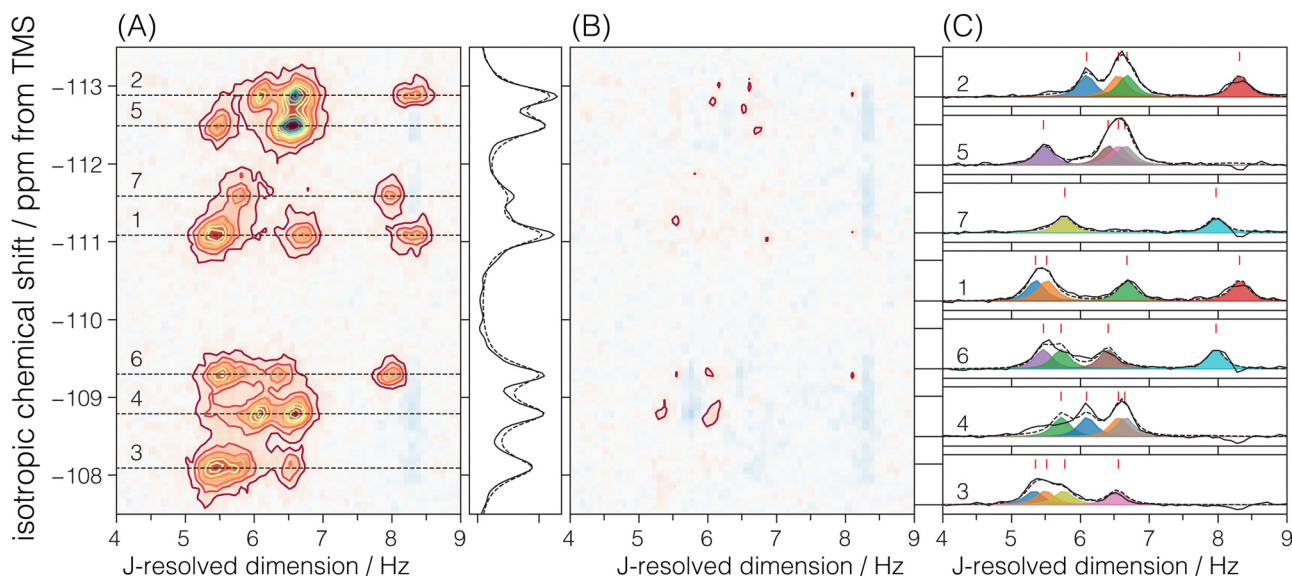 (A)
(B)
(C)
isotropic chemical shift / ppm from TMS
−113
−112
−111
−110
−109
−108
2
5
7
1
6
4
3
4 5 6 7 8 9
J-resolved dimension / Hz
4 5 6 7 8 9
J-resolved dimension / Hz
2
5
7
1
6
4
3
4 5 6 7 8 9
J-resolved dimension / Hz